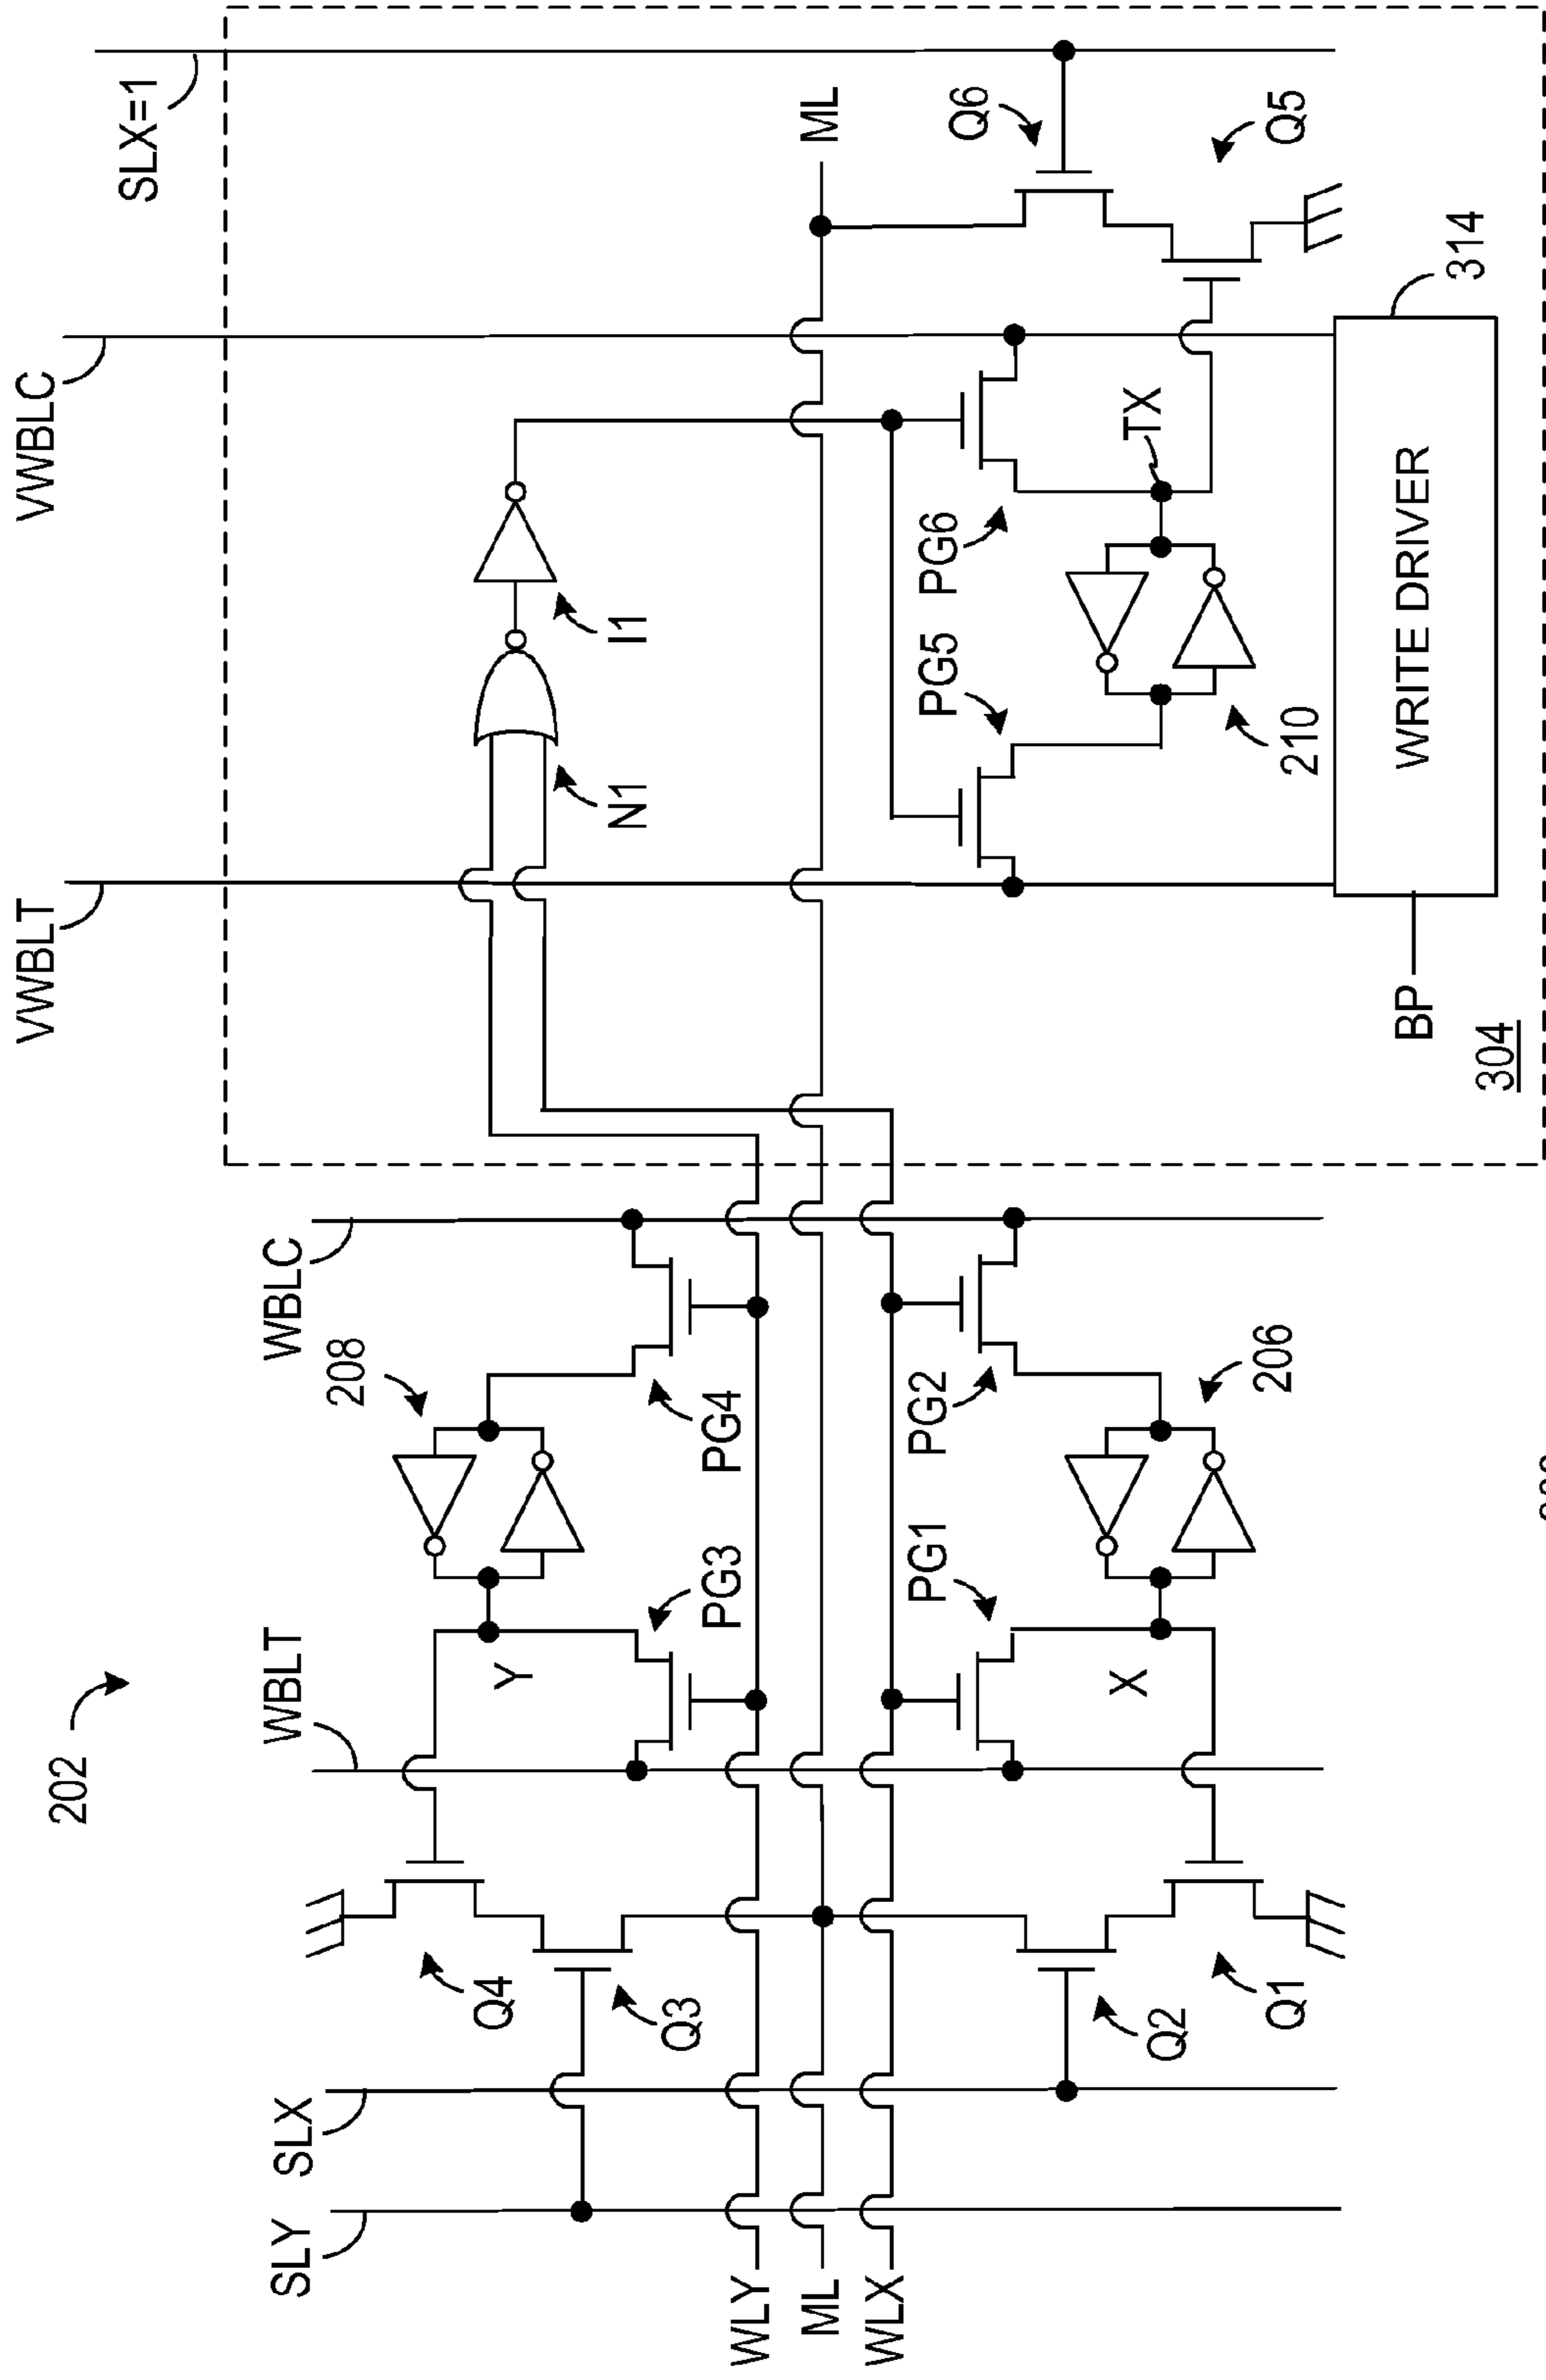 202
SLY
SLX
WBLT
WBLC
VWBLT
VWBLC
SLX=1
208
Q4
Q3
Y
PG3
PG4
N1
I1
WLY
ML
WLX
ML
Q6
Q5
Q2
Q1
PG1
PG2
X
206
PG5
PG6
TX
210
314
WRITE DRIVER
BP
304